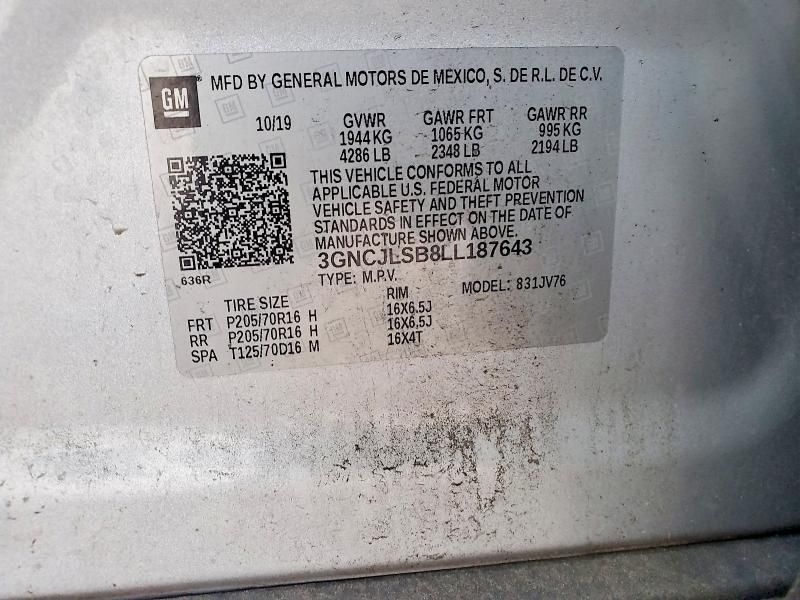 GM ® MFD BY GENERAL MOTORS DE MEXICO, S. DE R.L. DE C.V.
10/19 GVWR GAWR FRT GAWR RR
1944 KG 1065 KG 995 KG
4286 LB 2348 LB 2194 LB
THIS VEHICLE CONFORMS TO ALL
APPLICABLE U.S. FEDERAL MOTOR
VEHICLE SAFETY AND THEFT PREVENTION
STANDARDS IN EFFECT ON THE DATE OF
MANUFACTURE SHOWN ABOVE.
3GNCJLSB8LL187643
636R TYPE: M.P.V. MODEL: 831JV76
TIRE SIZE RIM
FRT P205/70R16 H 16X6.5J
RR P205/70R16 H 16X6.5J
SPA T125/70D16 M 16X4T